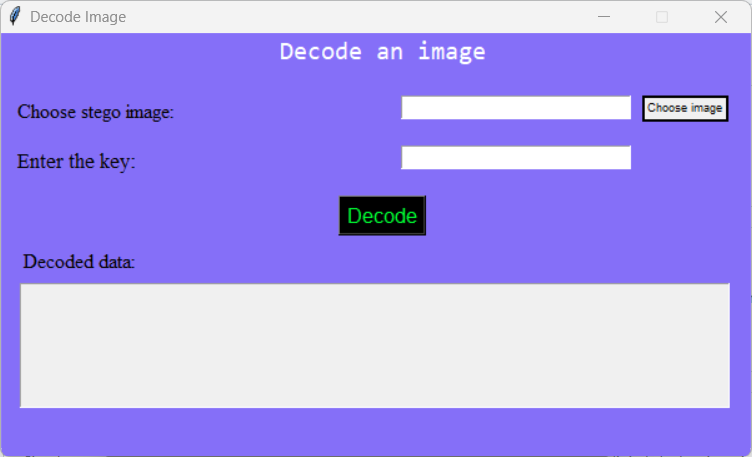 Decode Image
Decode an image
Choose stego image:
Choose image
Enter the key:
Decode
Decoded data: